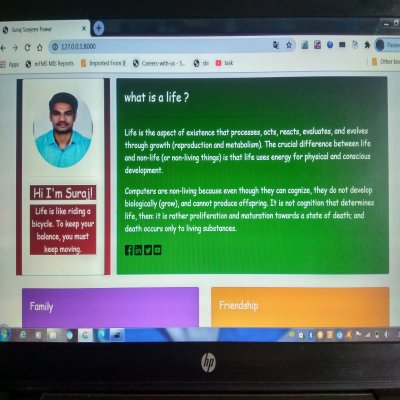 Suraj Sanjeev Pawar
127.0.0.1:8000
Apps
mTMS MIS Reports
Imported From IE
Careers-with-us - S...
sbi
task
Other boo
Hi I'm Suraj!
Life is like riding a
bicycle. To keep your
balance, you must
keep moving.
what is a life ?
Life is the aspect of existence that processes, acts, reacts, evaluates, and evolves
through growth (reproduction and metabolism). The crucial difference between life
and non-life (or non-living things) is that life uses energy for physical and conscious
development.
Computers are non-living because even though they can cognize, they do not develop
biologically (grow), and cannot produce offspring. It is not cognition that determines
life, then: it is rather proliferation and maturation towards a state of death; and
death occurs only to living substances.
Family
Friendship
hp